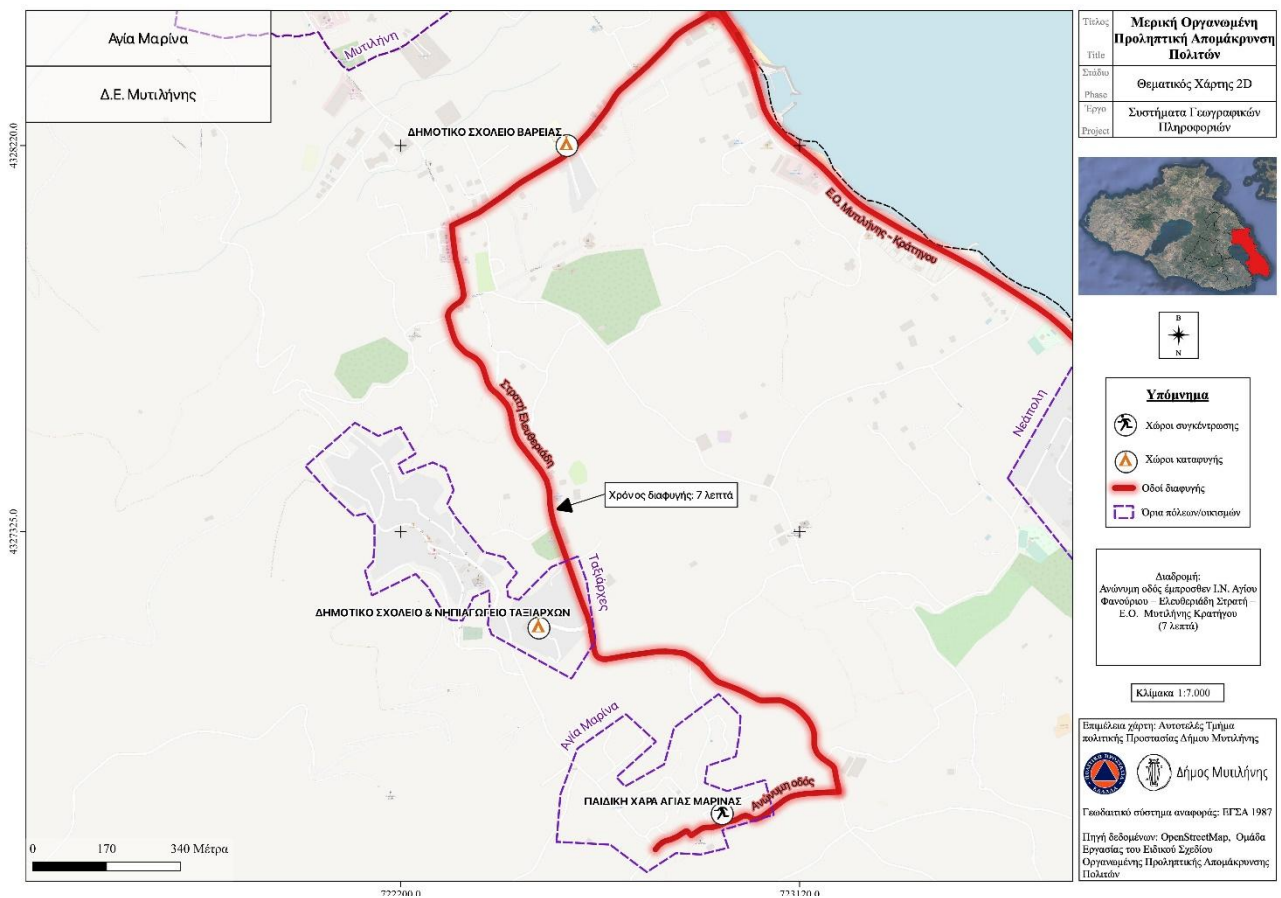 Αγία Μαρίνα
Δ.Ε. Μυτιλήνης
Μυτιλήνη
ΔΗΜΟΤΙΚΟ ΣΧΟΛΕΙΟ ΒΑΡΕΙΑΣ
Ε.Ο. Μυτιλήνης - Κράτηγου
Στρατή Ελευθεριάδη
Νεάπολη
Χρόνος διαφυγής: 7 λεπτά
Ταξιάρχες
ΔΗΜΟΤΙΚΟ ΣΧΟΛΕΙΟ & ΝΗΠΙΑΓΩΓΕΙΟ ΤΑΞΙΑΡΧΩΝ
Αγία Μαρίνα
ΠΑΙΔΙΚΗ ΧΑΡΑ ΑΓΙΑΣ ΜΑΡΙΝΑΣ
Ανώνυμη οδός
0 170 340 Μέτρα
4328220.0
4327325.0
722200.0
723120.0
Τίτλος
Title
Μερική Οργανωμένη
Προληπτική Απομάκρυνση
Πολιτών
Στάδιο
Phase
Θεματικός Χάρτης 2D
Έργο
Project
Συστήματα Γεωγραφικών
Πληροφοριών
Β
Ν
Υπόμνημα
Χώροι συγκέντρωσης
Χώροι καταφυγής
Οδοί διαφυγής
Όρια πόλεων/οικισμών
Διαδρομή:
Ανώνυμη οδός έμπροσθεν Ι.Ν. Αγίου
Φανούριου – Ελευθεριάδη Στρατή –
Ε.Ο. Μυτιλήνης Κρατήγου
(7 λεπτά)
Κλίμακα 1:7.000
Επιμέλεια χάρτη: Αυτοτελές Τμήμα
πολιτικής Προστασίας Δήμου Μυτιλήνης
ΠΟΛΙΤΙΚΗ ΠΡΟΣΤΑΣΙΑ
ΕΛΛΑΔΑ
Δήμος Μυτιλήνης
Γεωδαιτικό σύστημα αναφοράς: ΕΓΣΑ 1987
Πηγή δεδομένων: OpenStreetMap, Ομάδα
Εργασίας του Ειδικού Σχεδίου
Οργανωμένης Προληπτικής Απομάκρυνσης
Πολιτών